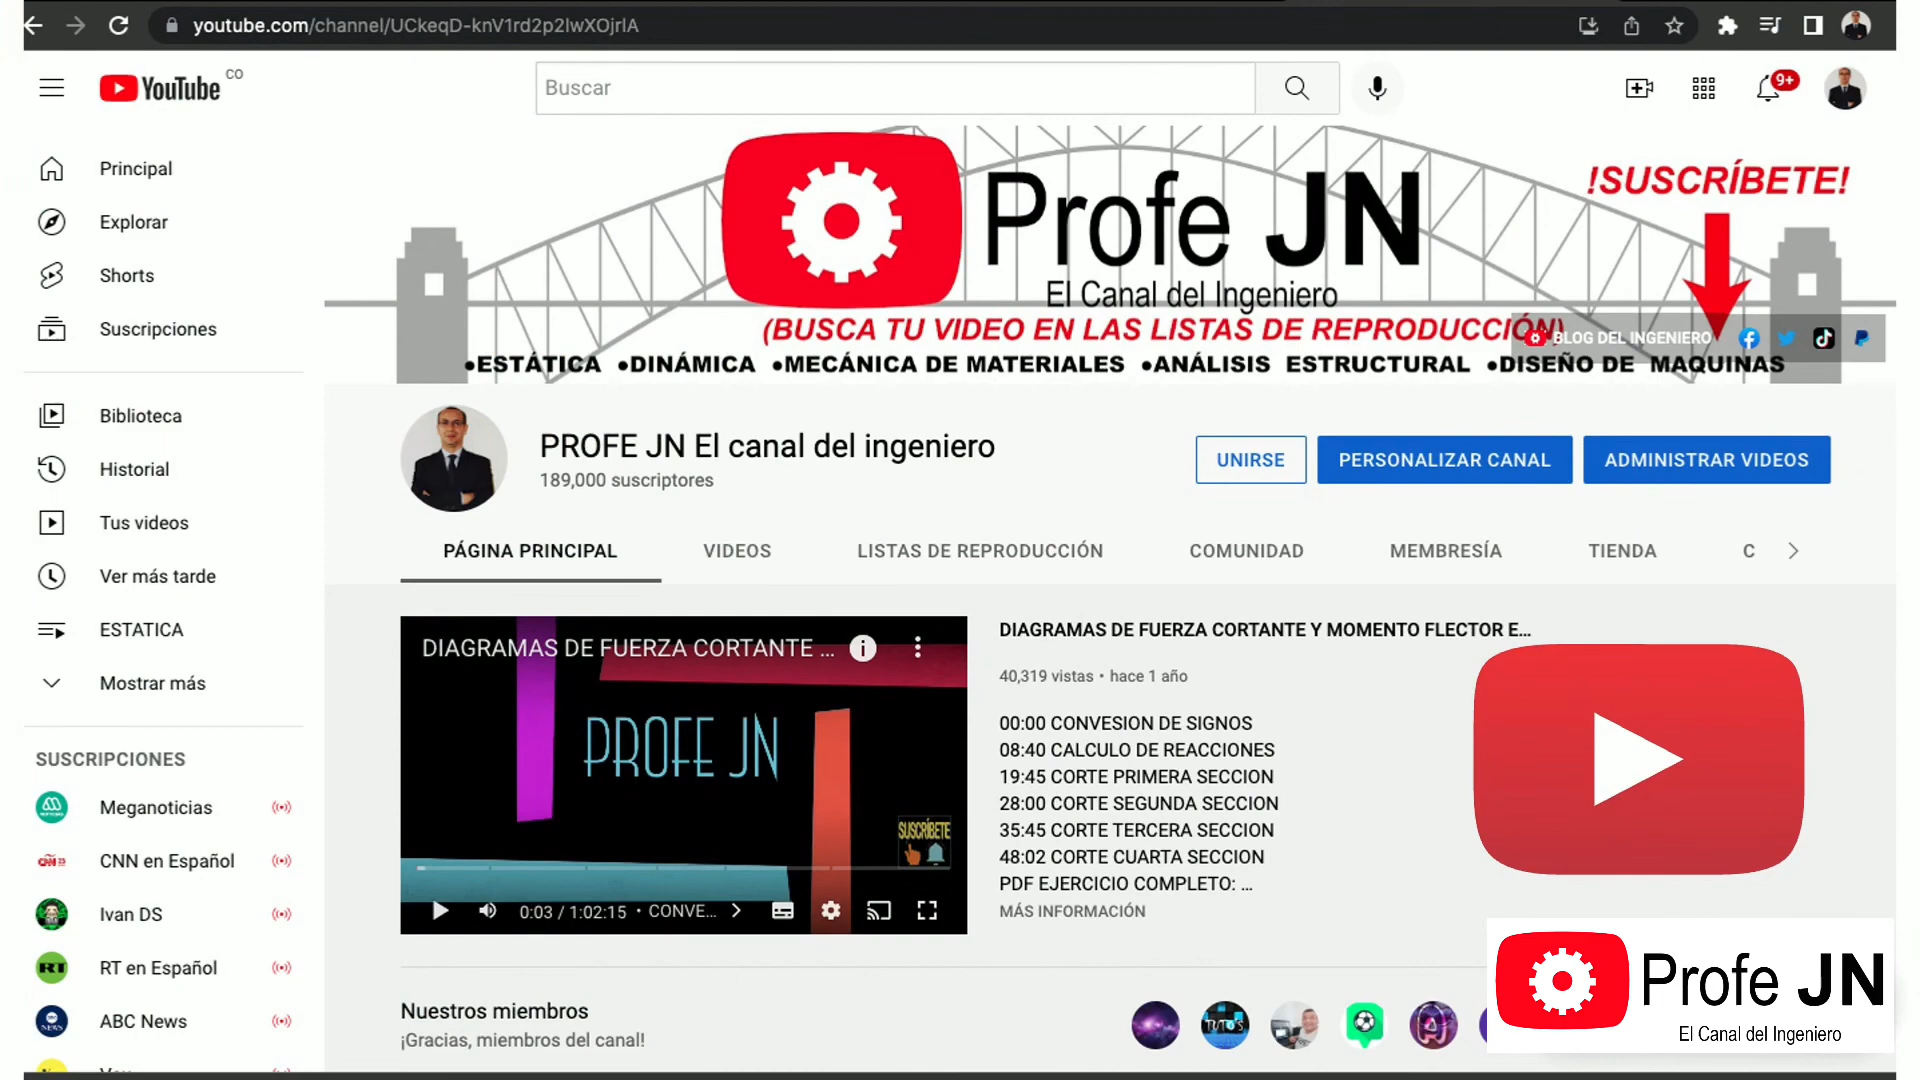 youtube.com/channel/UCkeqD-knV1rd2p2lwXOjrlA
YouTube CO
Buscar
9+
Principal
Explorar
Shorts
Suscripciones
Biblioteca
Historial
Tus videos
Ver más tarde
ESTATICA
Mostrar más
SUSCRIPCIONES
Meganoticias
CNN en Español
Ivan DS
RT en Español
ABC News
Profe JN
El Canal del Ingeniero
!SUSCRÍBETE!
(BUSCA TU VIDEO EN LAS LISTAS DE REPRODUCCIÓN)
BLOG DEL INGENIERO
•ESTÁTICA •DINÁMICA •MECÁNICA DE MATERIALES •ANÁLISIS ESTRUCTURAL •DISEÑO DE MAQUINAS
PROFE JN El canal del ingeniero
189,000 suscriptores
UNIRSE
PERSONALIZAR CANAL
ADMINISTRAR VIDEOS
PÁGINA PRINCIPAL
VIDEOS
LISTAS DE REPRODUCCIÓN
COMUNIDAD
MEMBRESÍA
TIENDA
C
DIAGRAMAS DE FUERZA CORTANTE ...
PROFE JN
SUSCRÍBETE
0:03 / 1:02:15 • CONVE...
DIAGRAMAS DE FUERZA CORTANTE Y MOMENTO FLECTOR E...
40,319 vistas • hace 1 año
00:00 CONVESION DE SIGNOS
08:40 CALCULO DE REACCIONES
19:45 CORTE PRIMERA SECCION
28:00 CORTE SEGUNDA SECCION
35:45 CORTE TERCERA SECCION
48:02 CORTE CUARTA SECCION
PDF EJERCICIO COMPLETO: ...
MÁS INFORMACIÓN
Nuestros miembros
¡Gracias, miembros del canal!
TUTOS
Profe JN
El Canal del Ingeniero